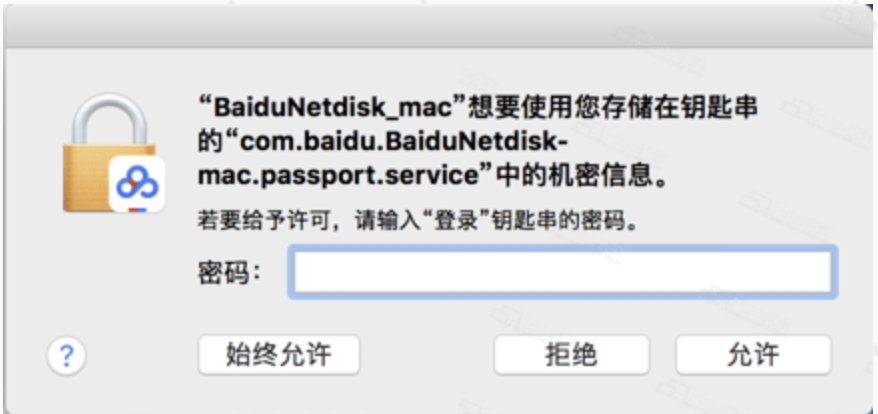 “BaiduNetdisk_mac”想要使用您存储在钥匙串
的“com.baidu.BaiduNetdisk-
mac.passport.service”中的机密信息。
若要给予许可，请输入“登录”钥匙串的密码。
密码：
?
始终允许
拒绝
允许